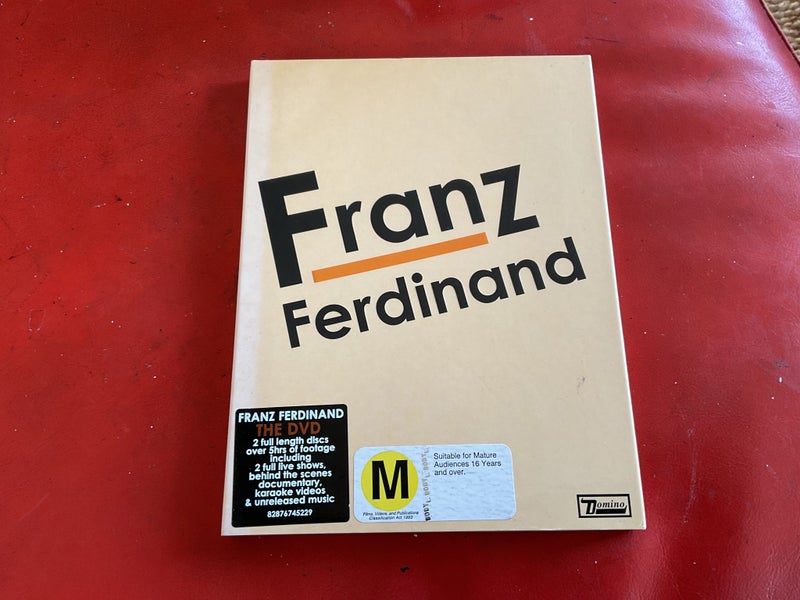 Franz
Ferdinand
FRANZ FERDINAND
THE DVD
2 full length discs
over 5hrs of footage
including
2 full live shows,
behind the scenes
documentary,
karaoke videos
& unreleased music
82876745229
M
Films, Videos, and Publications
Classification Act 1993
Suitable for Mature
Audiences 16 Years
and over.
Domino